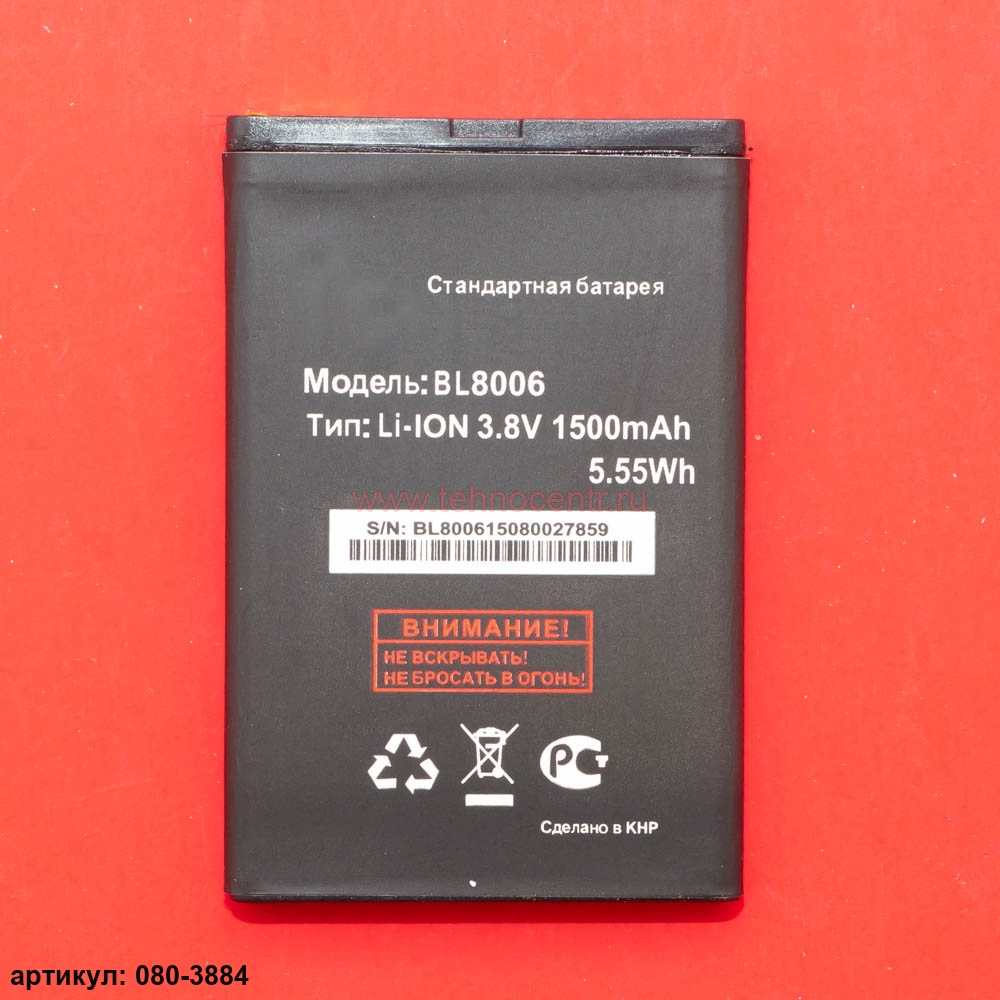 Стандартная батарея
Модель: BL8006
Тип: Li-ION 3.8V 1500mAh
5.55Wh
www.tehnocentr.ru
S/N: BL800615080027859
ВНИМАНИЕ!
НЕ ВСКРЫВАТЬ!
НЕ БРОСАТЬ В ОГОНЬ!
РСТ
Сделано в КНР
артикул: 080-3884